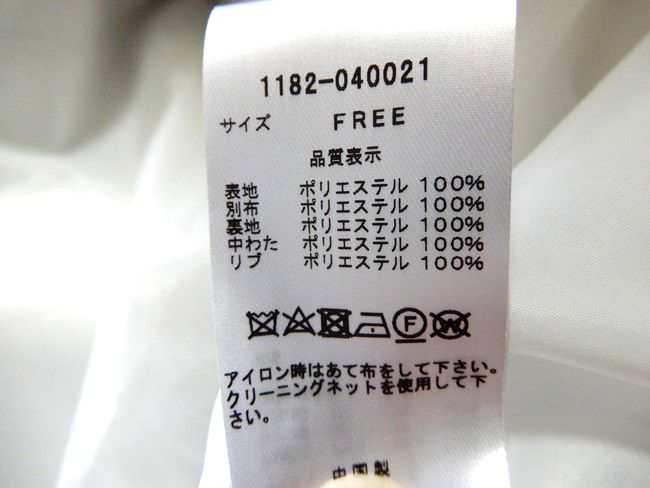 1182-040021
サイズ FREE
品質表示
表地 ポリエステル 100%
別布 ポリエステル 100%
裏地 ポリエステル 100%
中わた ポリエステル 100%
リブ ポリエステル 100%
F W
アイロン時はあて布をして下さい。
クリーニングネットを使用して下
さい。
中国製